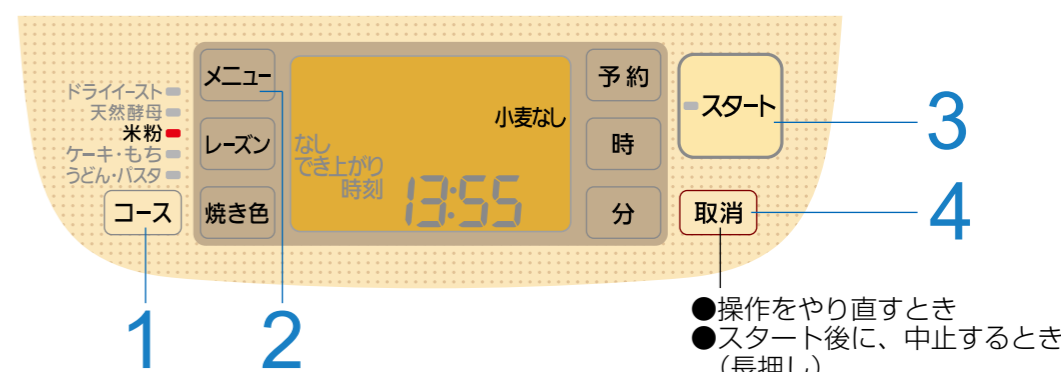 ドライイースト
天然酵母
米粉
ケーキ・もち
うどん・パスタ
コース
メニュー
レーズン
焼き色
小麦なし
なし
でき上がり
時刻
13:55
予約
時
分
スタート
取消
1
2
3
4
●操作をやり直すとき
●スタート後に、中止するとき
（長押し）